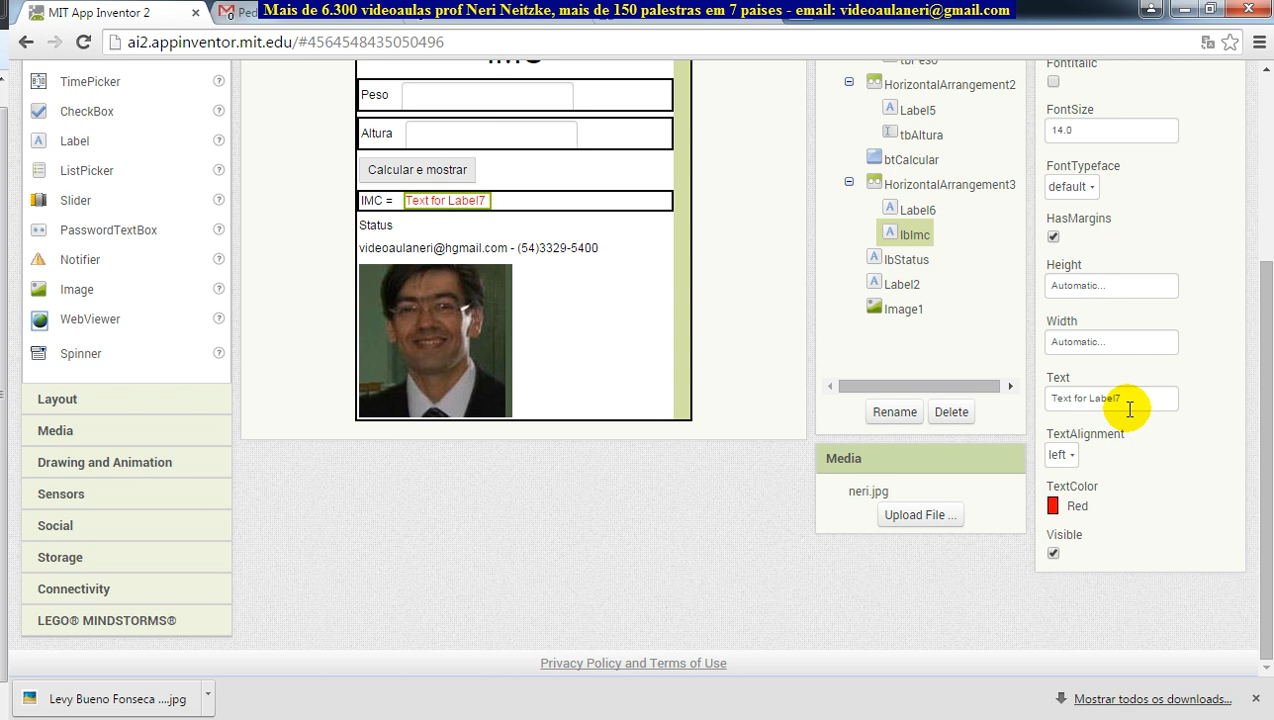 MIT App Inventor 2
Ped
Mais de 6.300 videoaulas prof Neri Neitzke, mais de 150 palestras em 7 paises - email: videoaulaneri@gmail.com
ai2.appinventor.mit.edu/#4564548435050496
TimePicker
CheckBox
Label
ListPicker
Slider
PasswordTextBox
Notifier
Image
WebViewer
Spinner
Layout
Media
Drawing and Animation
Sensors
Social
Storage
Connectivity
LEGO® MINDSTORMS®
IMC
Peso
Altura
Calcular e mostrar
IMC = Text for Label7
Status
videoaulaneri@hgmail.com - (54)3329-5400
tbPeso
HorizontalArrangement2
Label5
tbAltura
btCalcular
HorizontalArrangement3
Label6
lbImc
lbStatus
Label2
Image1
Rename Delete
Media
neri.jpg
Upload File ...
FontItalic
FontSize
14.0
FontTypeface
default
HasMargins
Height
Automatic...
Width
Automatic...
Text
Text for Label7
TextAlignment
left
TextColor
Red
Visible
Privacy Policy and Terms of Use
Levy Bueno Fonseca ....jpg
Mostrar todos os downloads...